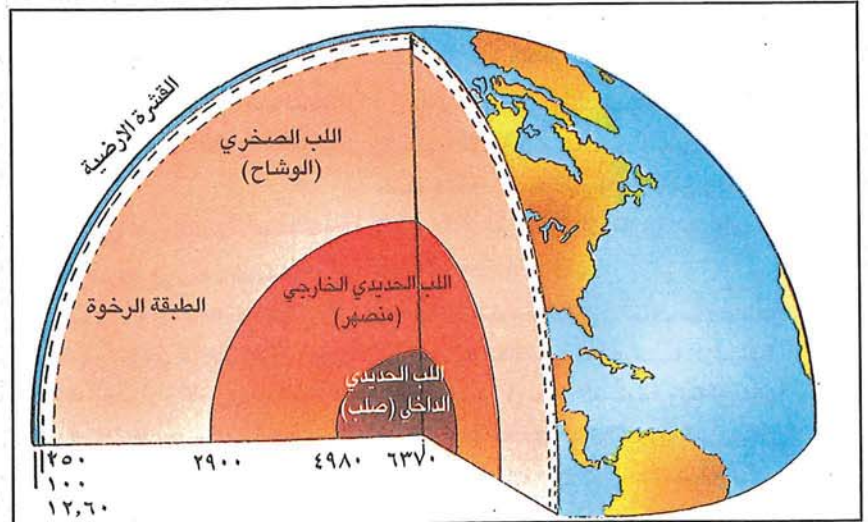 القشرة الارضية
اللب الصخري
(الوشاح)
الطبقة الرخوة
اللب الحديدي الخارجي
(منصهر)
اللب الحديدي
الداخلي (صلب)
٦٣٧٠
٤٩٨٠
٢٩٠٠
٢٥٠
١٠٠
١٢,٦٠